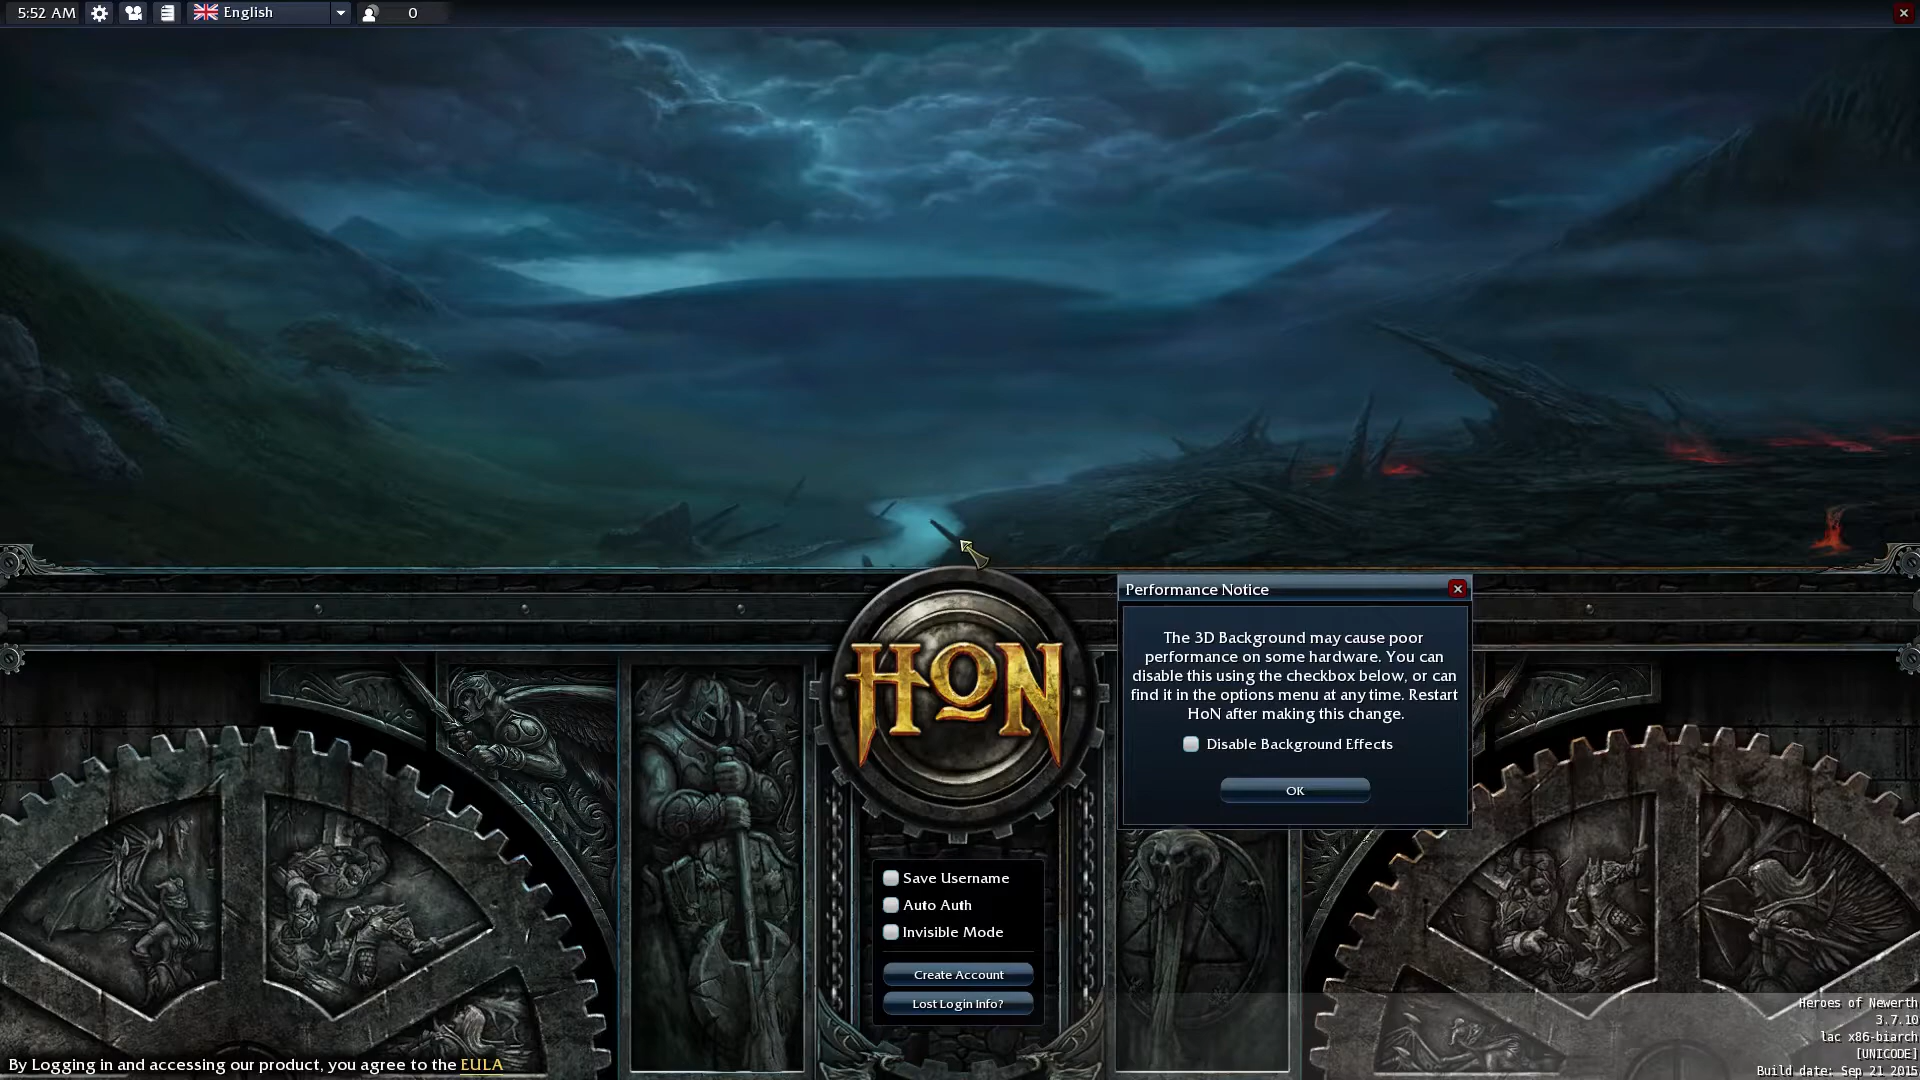 5:52 AM
English
0
HoN
Performance Notice
The 3D Background may cause poor
performance on some hardware. You can
disable this using the checkbox below, or can
find it in the options menu at any time. Restart
HoN after making this change.
Disable Background Effects
OK
Save Username
Auto Auth
Invisible Mode
Create Account
Lost Login Info?
By Logging in and accessing our product, you agree to the EULA
Heroes of Newerth
3.7.10
lac x86-biarch
[UNICODE]
Build date: Sep 21 2015